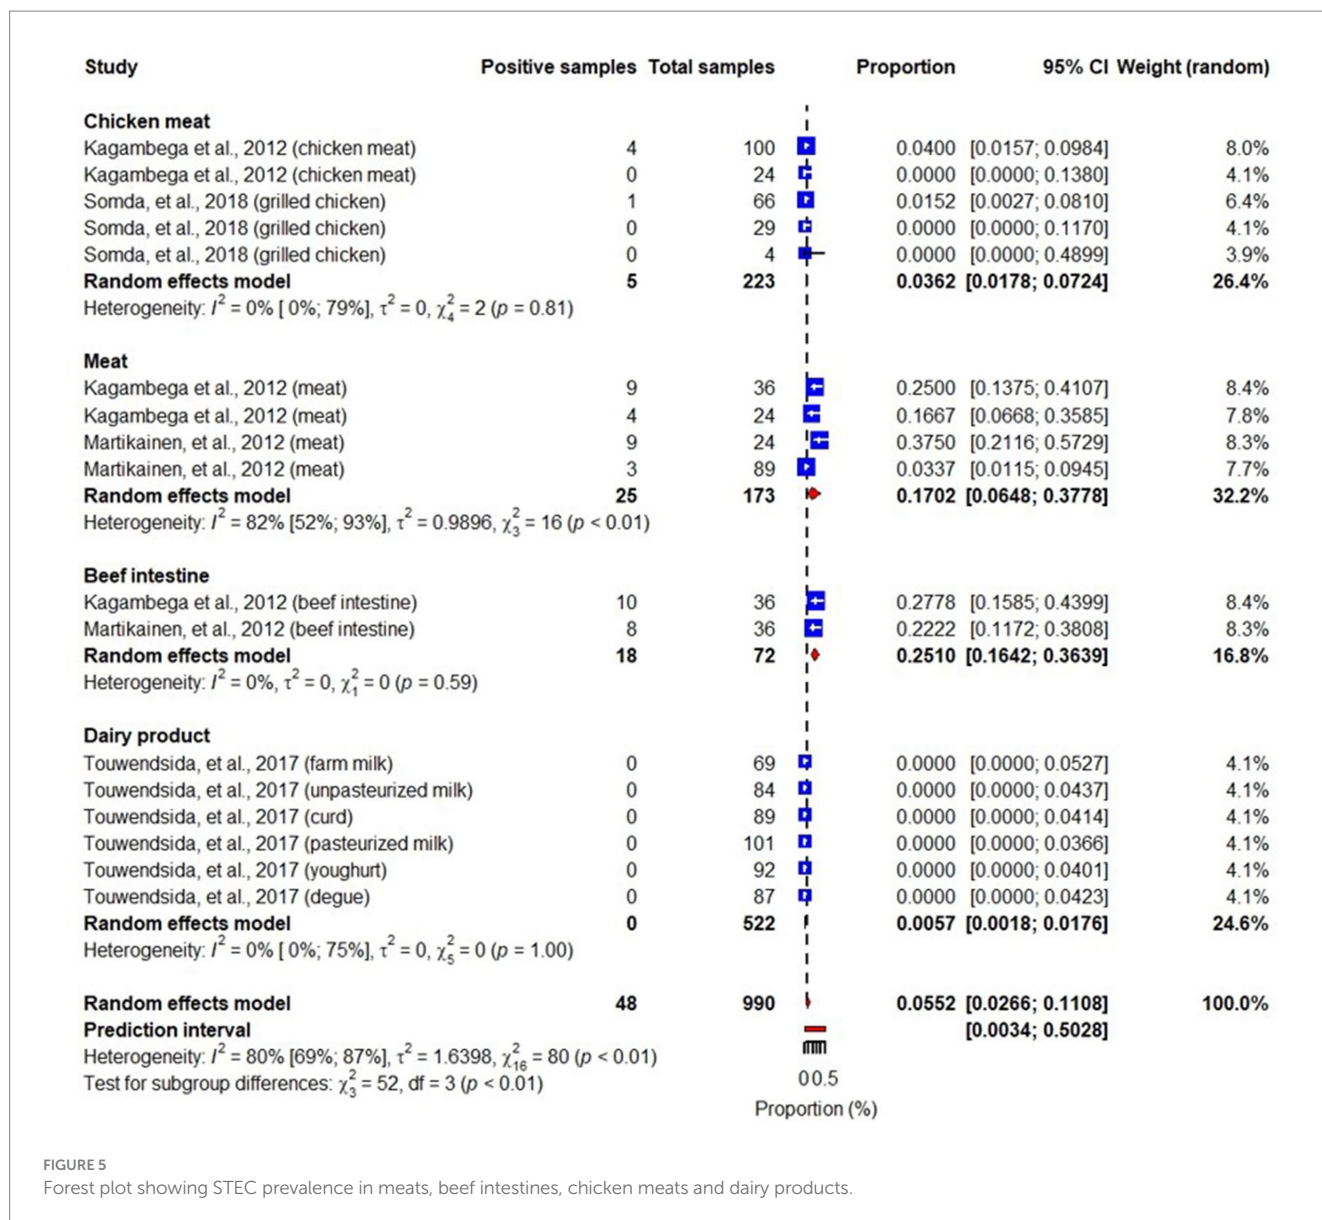 Study Positive samples Total samples Proportion 95% CI Weight (random)
Chicken meat
Kagambega et al., 2012 (chicken meat) 4 100 0.0400 [0.0157; 0.0984] 8.0%
Kagambega et al., 2012 (chicken meat) 0 24 0.0000 [0.0000; 0.1380] 4.1%
Somda, et al., 2018 (grilled chicken) 1 66 0.0152 [0.0027; 0.0810] 6.4%
Somda, et al., 2018 (grilled chicken) 0 29 0.0000 [0.0000; 0.1170] 4.1%
Somda, et al., 2018 (grilled chicken) 0 4 0.0000 [0.0000; 0.4899] 3.9%
Random effects model 5 223 0.0362 [0.0178; 0.0724] 26.4%
Heterogeneity: I² = 0% [ 0%; 79%], τ² = 0, χ²₄ = 2 (p = 0.81)
Meat
Kagambega et al., 2012 (meat) 9 36 0.2500 [0.1375; 0.4107] 8.4%
Kagambega et al., 2012 (meat) 4 24 0.1667 [0.0668; 0.3585] 7.8%
Martikainen, et al., 2012 (meat) 9 24 0.3750 [0.2116; 0.5729] 8.3%
Martikainen, et al., 2012 (meat) 3 89 0.0337 [0.0115; 0.0945] 7.7%
Random effects model 25 173 0.1702 [0.0648; 0.3778] 32.2%
Heterogeneity: I² = 82% [52%; 93%], τ² = 0.9896, χ²₃ = 16 (p < 0.01)
Beef intestine
Kagambega et al., 2012 (beef intestine) 10 36 0.2778 [0.1585; 0.4399] 8.4%
Martikainen, et al., 2012 (beef intestine) 8 36 0.2222 [0.1172; 0.3808] 8.3%
Random effects model 18 72 0.2510 [0.1642; 0.3639] 16.8%
Heterogeneity: I² = 0%, τ² = 0, χ²₁ = 0 (p = 0.59)
Dairy product
Touwendsida, et al., 2017 (farm milk) 0 69 0.0000 [0.0000; 0.0527] 4.1%
Touwendsida, et al., 2017 (unpasteurized milk) 0 84 0.0000 [0.0000; 0.0437] 4.1%
Touwendsida, et al., 2017 (curd) 0 89 0.0000 [0.0000; 0.0414] 4.1%
Touwendsida, et al., 2017 (pasteurized milk) 0 101 0.0000 [0.0000; 0.0366] 4.1%
Touwendsida, et al., 2017 (youghurt) 0 92 0.0000 [0.0000; 0.0401] 4.1%
Touwendsida, et al., 2017 (degue) 0 87 0.0000 [0.0000; 0.0423] 4.1%
Random effects model 0 522 0.0057 [0.0018; 0.0176] 24.6%
Heterogeneity: I² = 0% [ 0%; 75%], τ² = 0, χ²₅ = 0 (p = 1.00)
Random effects model 48 990 0.0552 [0.0266; 0.1108] 100.0%
Prediction interval [0.0034; 0.5028]
Heterogeneity: I² = 80% [69%; 87%], τ² = 1.6398, χ²₁₆ = 80 (p < 0.01)
Test for subgroup differences: χ²₃ = 52, df = 3 (p < 0.01)
0 0.5
Proportion (%)
FIGURE 5
Forest plot showing STEC prevalence in meats, beef intestines, chicken meats and dairy products.